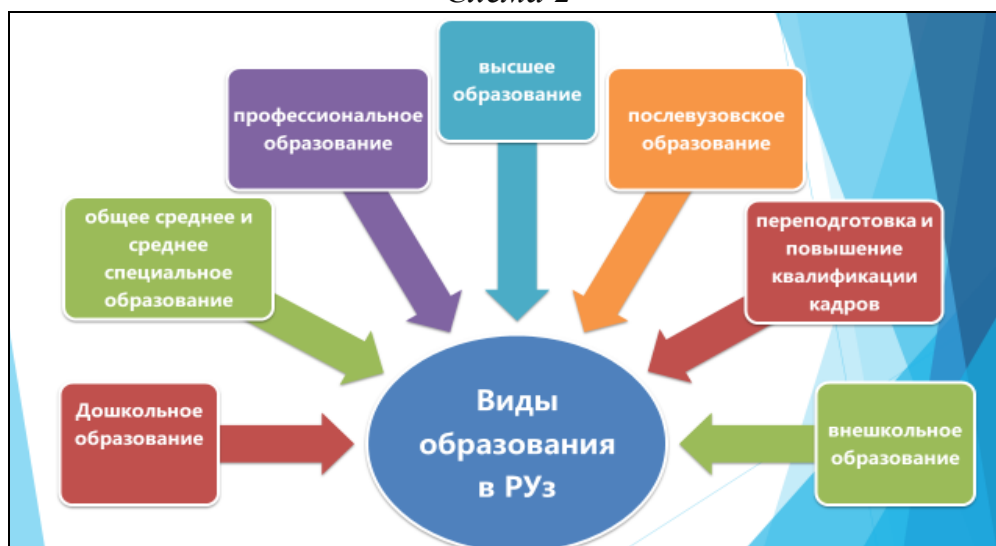 Схема 2
высшее
образование
профессиональное
образование
послевузовское
образование
общее среднее и
среднее
специальное
образование
переподготовка и
повышение
квалификации
кадров
Дошкольное
образование
Виды
образования
в РУз
внешкольное
образование